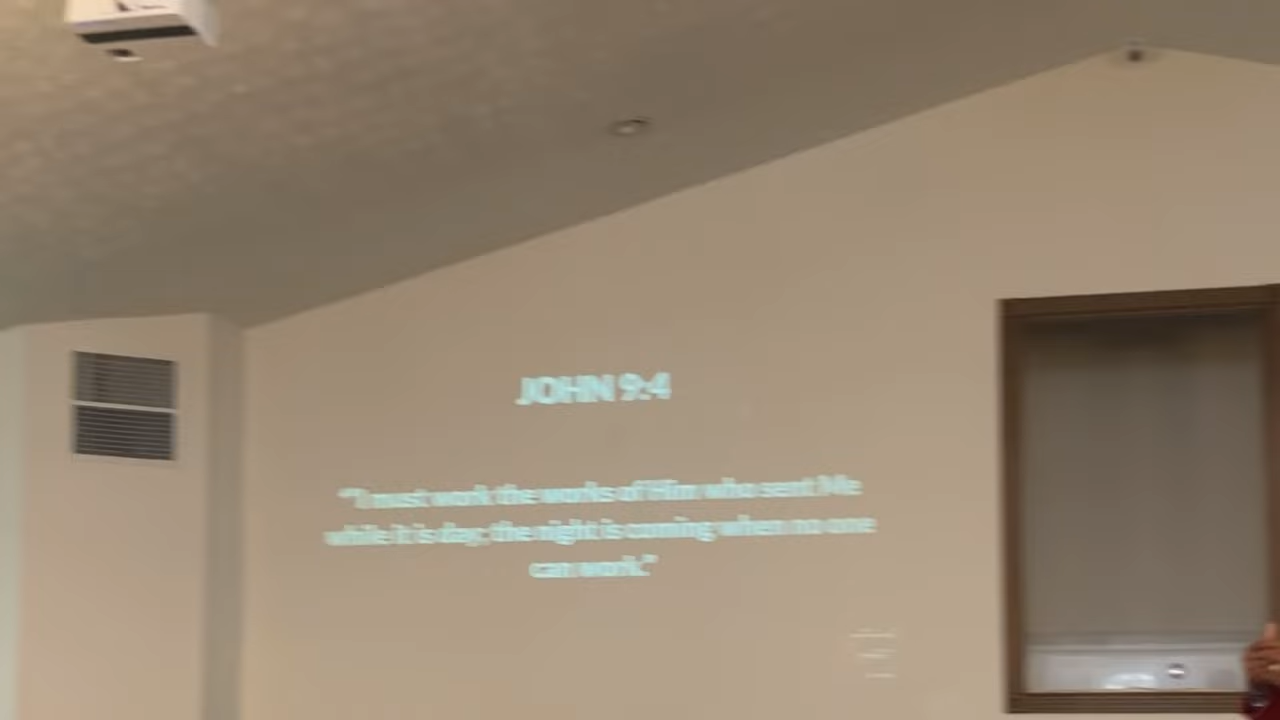 JOHN 9:4
"I must work the works of Him who sent Me
while it is day; the night is coming when no one
can work."